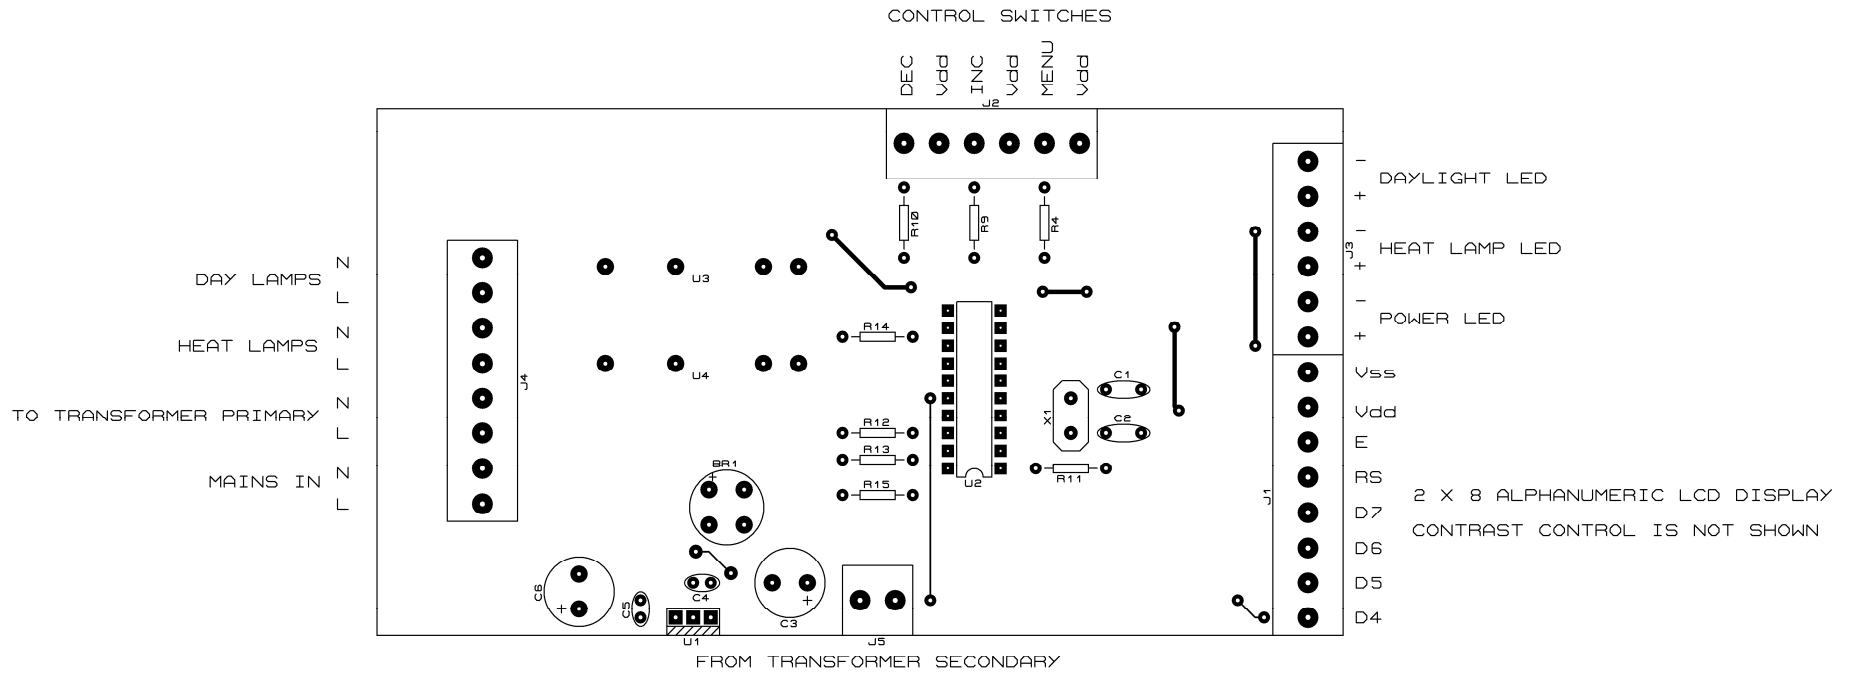 CONTROL SWITCHES
DEC
Vdd
INC
Vdd
MENU
Vdd
J2
-
DAYLIGHT LED
+
R10
R9
R4
-
HEAT LAMP LED
J3
+
N
DAY LAMPS
L
U3
-
POWER LED
+
N
HEAT LAMPS
L
R14
J4
U4
C1
Vss
N
TO TRANSFORMER PRIMARY
L
R12
X1
C2
Vdd
E
N
MAINS IN
L
BR1
+
R13
R15
U2
R11
RS
J1
2 X 8 ALPHANUMERIC LCD DISPLAY
D7
CONTRAST CONTROL IS NOT SHOWN
D6
C6
+
C5
C4
+
C3
D5
D4
U1
J5
FROM TRANSFORMER SECONDARY